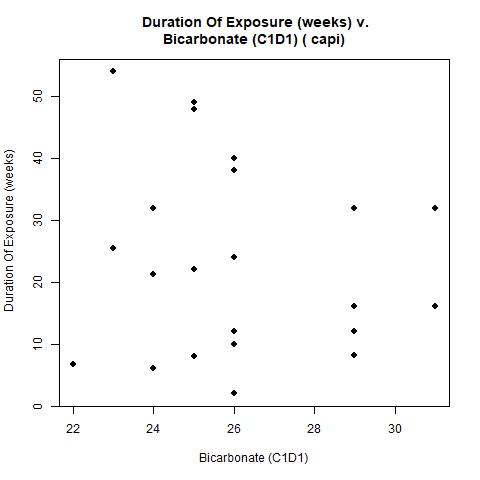 Duration Of Exposure (weeks) v.
Bicarbonate (C1D1) ( capi)
Duration Of Exposure (weeks)
50
40
30
20
10
0
22 24 26 28 30
Bicarbonate (C1D1)